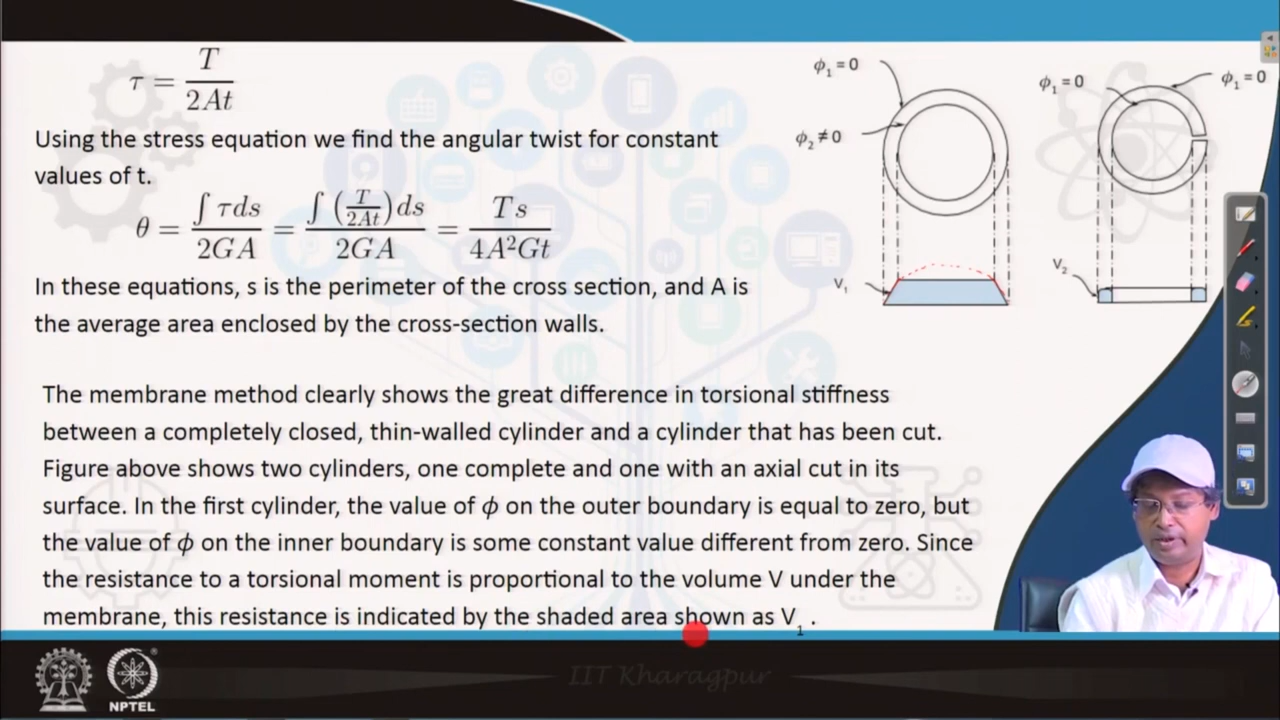 τ = T / 2At
Using the stress equation we find the angular twist for constant
values of t.
θ = ∫ τds / 2GA = ∫ (T/2At) ds / 2GA = Ts / 4A²Gt
In these equations, s is the perimeter of the cross section, and A is
the average area enclosed by the cross-section walls.
ϕ₁ = 0
ϕ₂ ≠ 0
V₁
ϕ₁ = 0
ϕ₁ = 0
V₂
The membrane method clearly shows the great difference in torsional stiffness
between a completely closed, thin-walled cylinder and a cylinder that has been cut.
Figure above shows two cylinders, one complete and one with an axial cut in its
surface. In the first cylinder, the value of ϕ on the outer boundary is equal to zero, but
the value of ϕ on the inner boundary is some constant value different from zero. Since
the resistance to a torsional moment is proportional to the volume V under the
membrane, this resistance is indicated by the shaded area shown as V₁ .
IIT Kharagpur
NPTEL
®